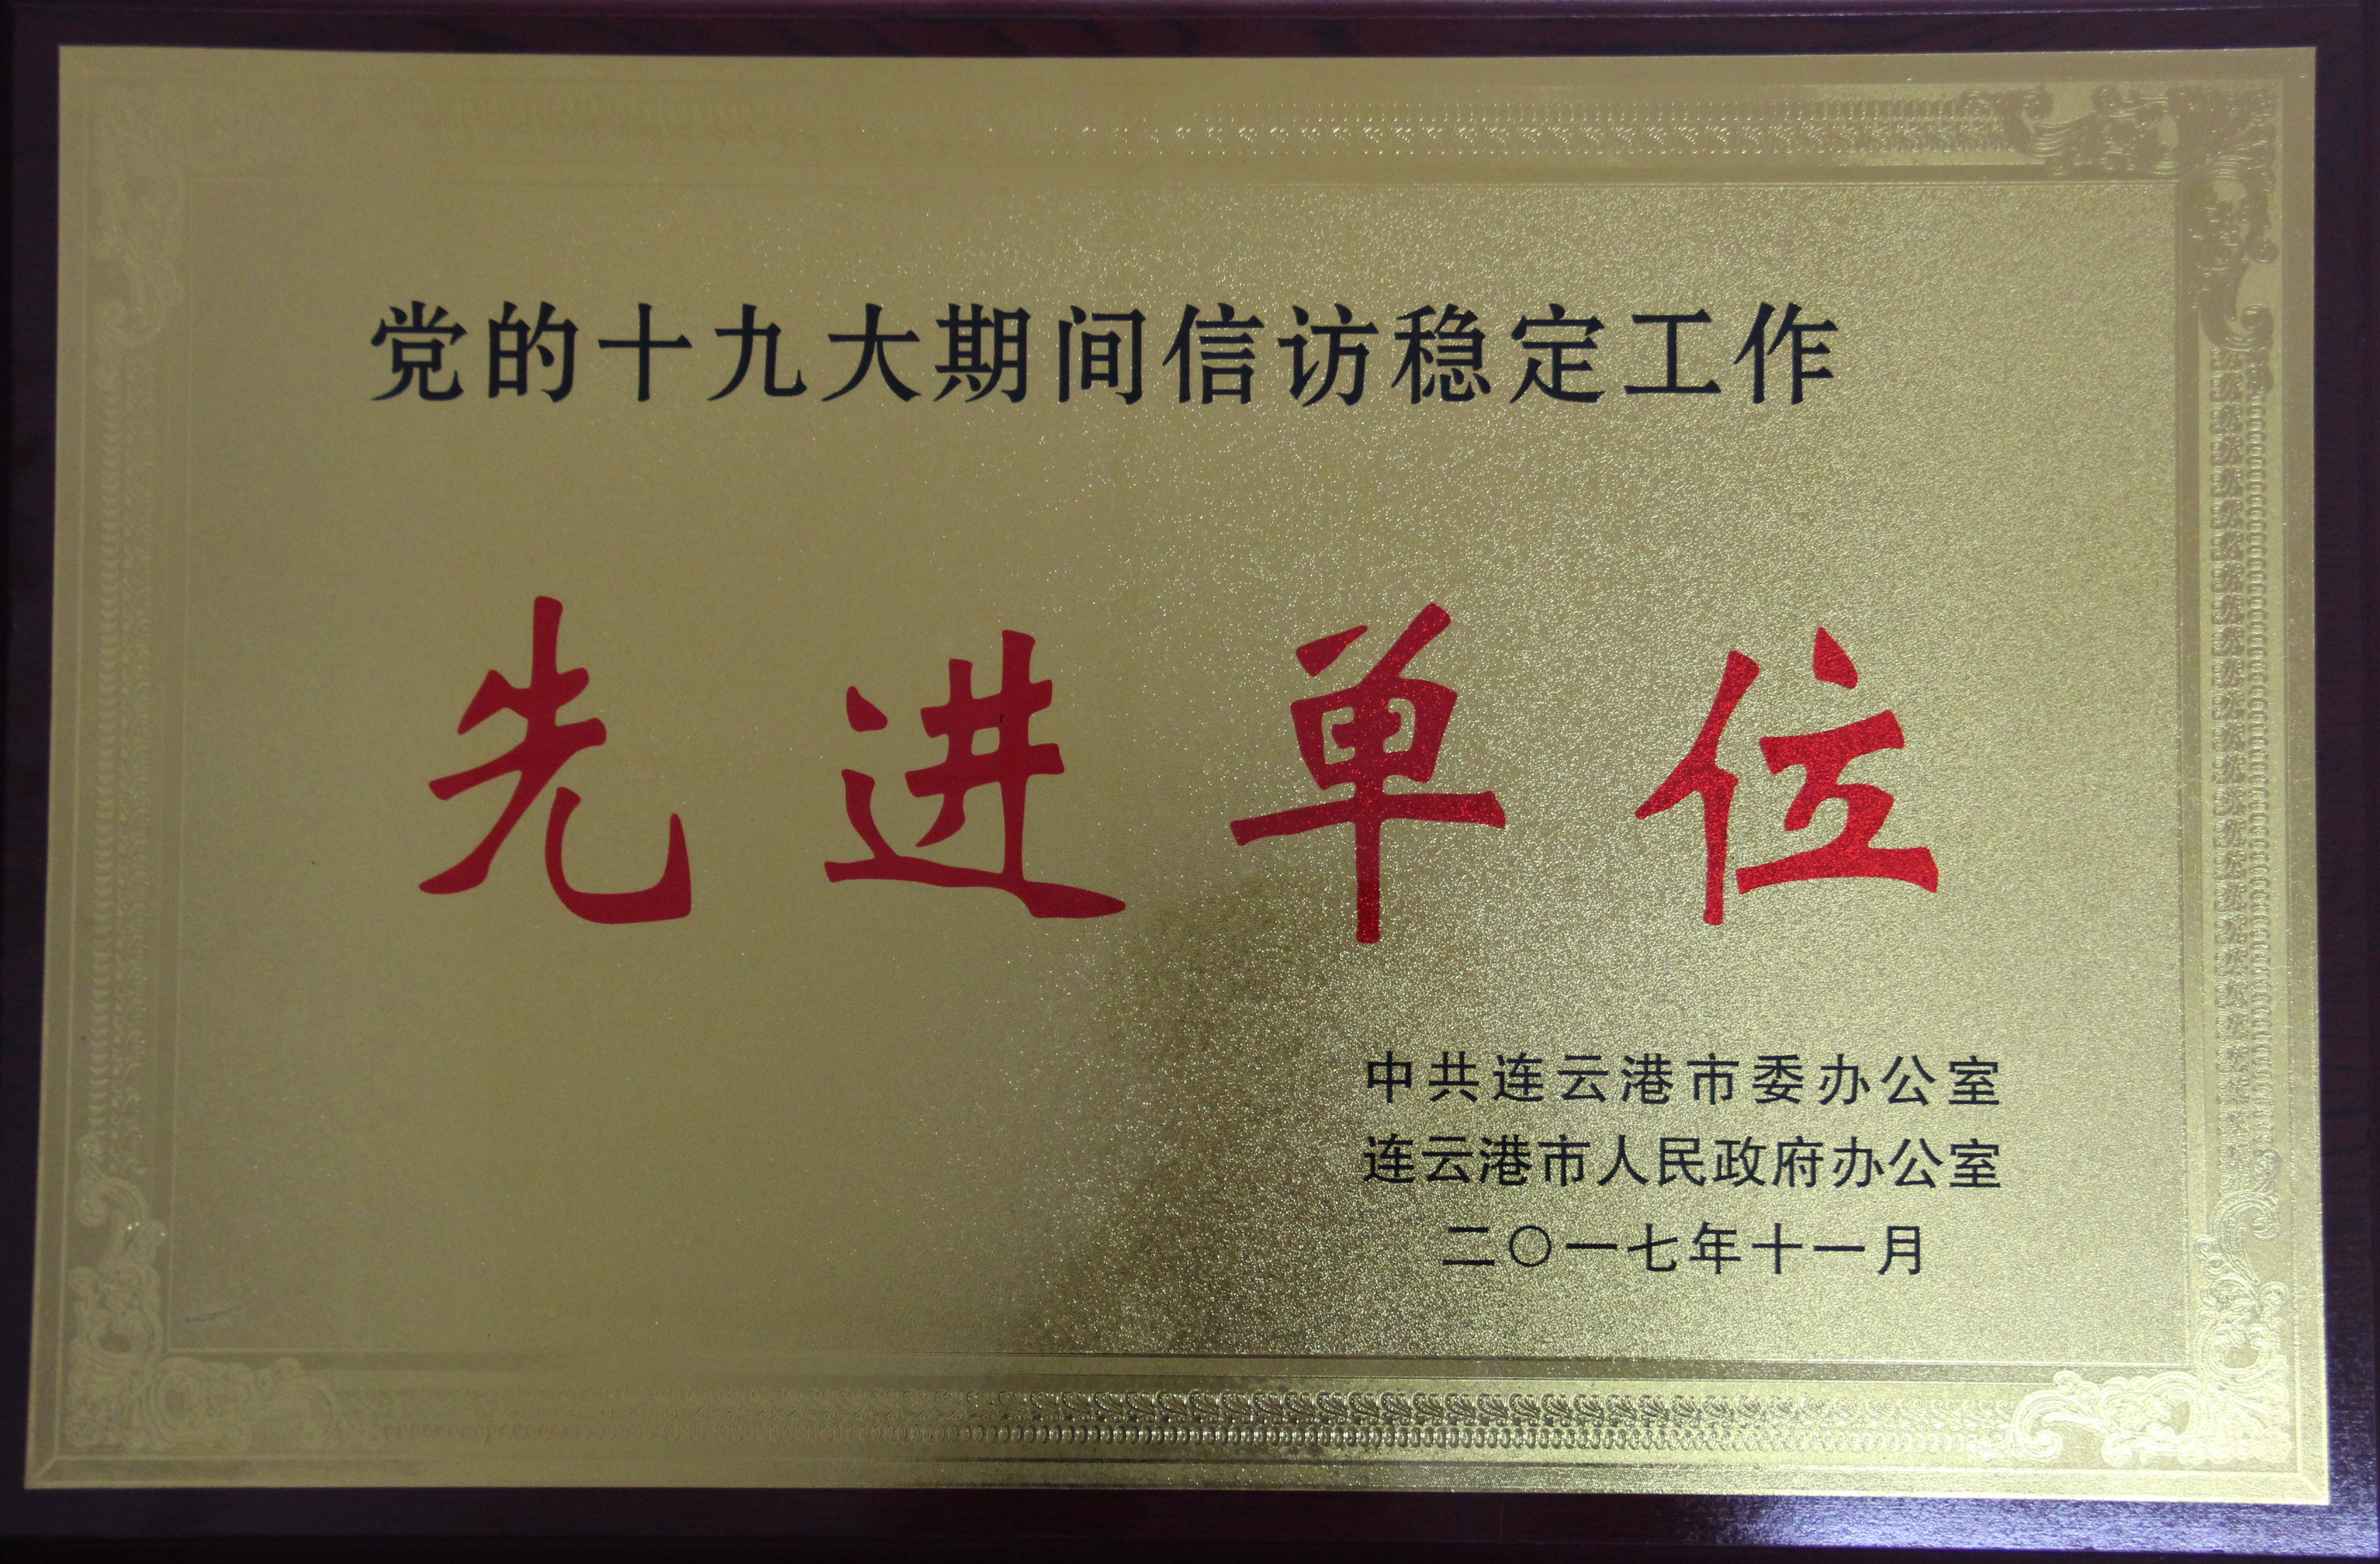 党的十九大期间信访稳定工作
先进单位
中共连云港市委办公室
连云港市人民政府办公室
二〇一七年十一月